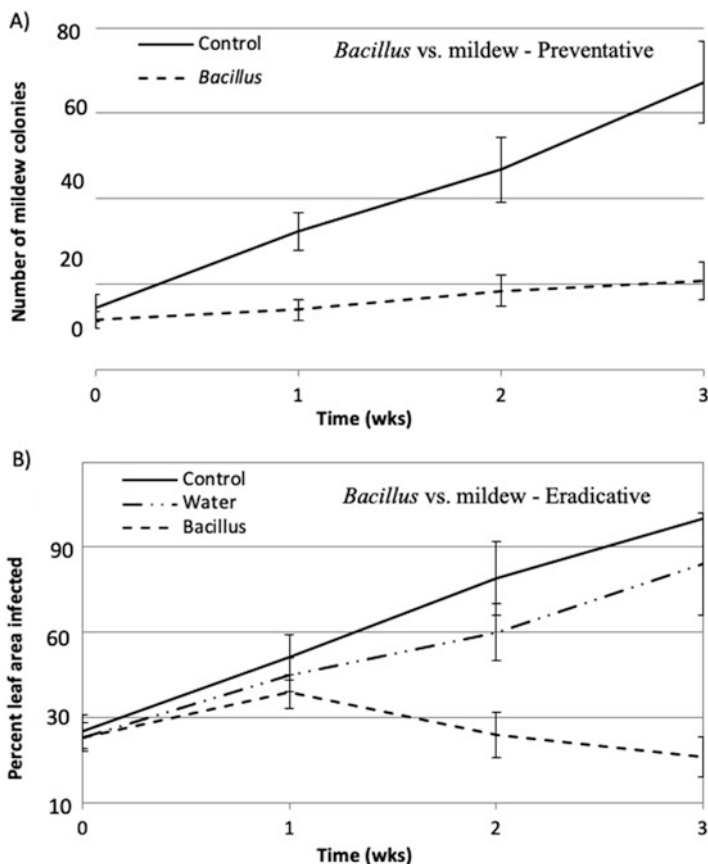 A)
80
Control
Bacillus vs. mildew - Preventative
Bacillus
60
40
20
0
Number of mildew colonies
0 1 2 3
Time (wks)
B)
Control
Water
Bacillus vs. mildew - Eradicative
Bacillus
90
60
30
10
Percent leaf area infected
0 1 2 3
Time (wks)